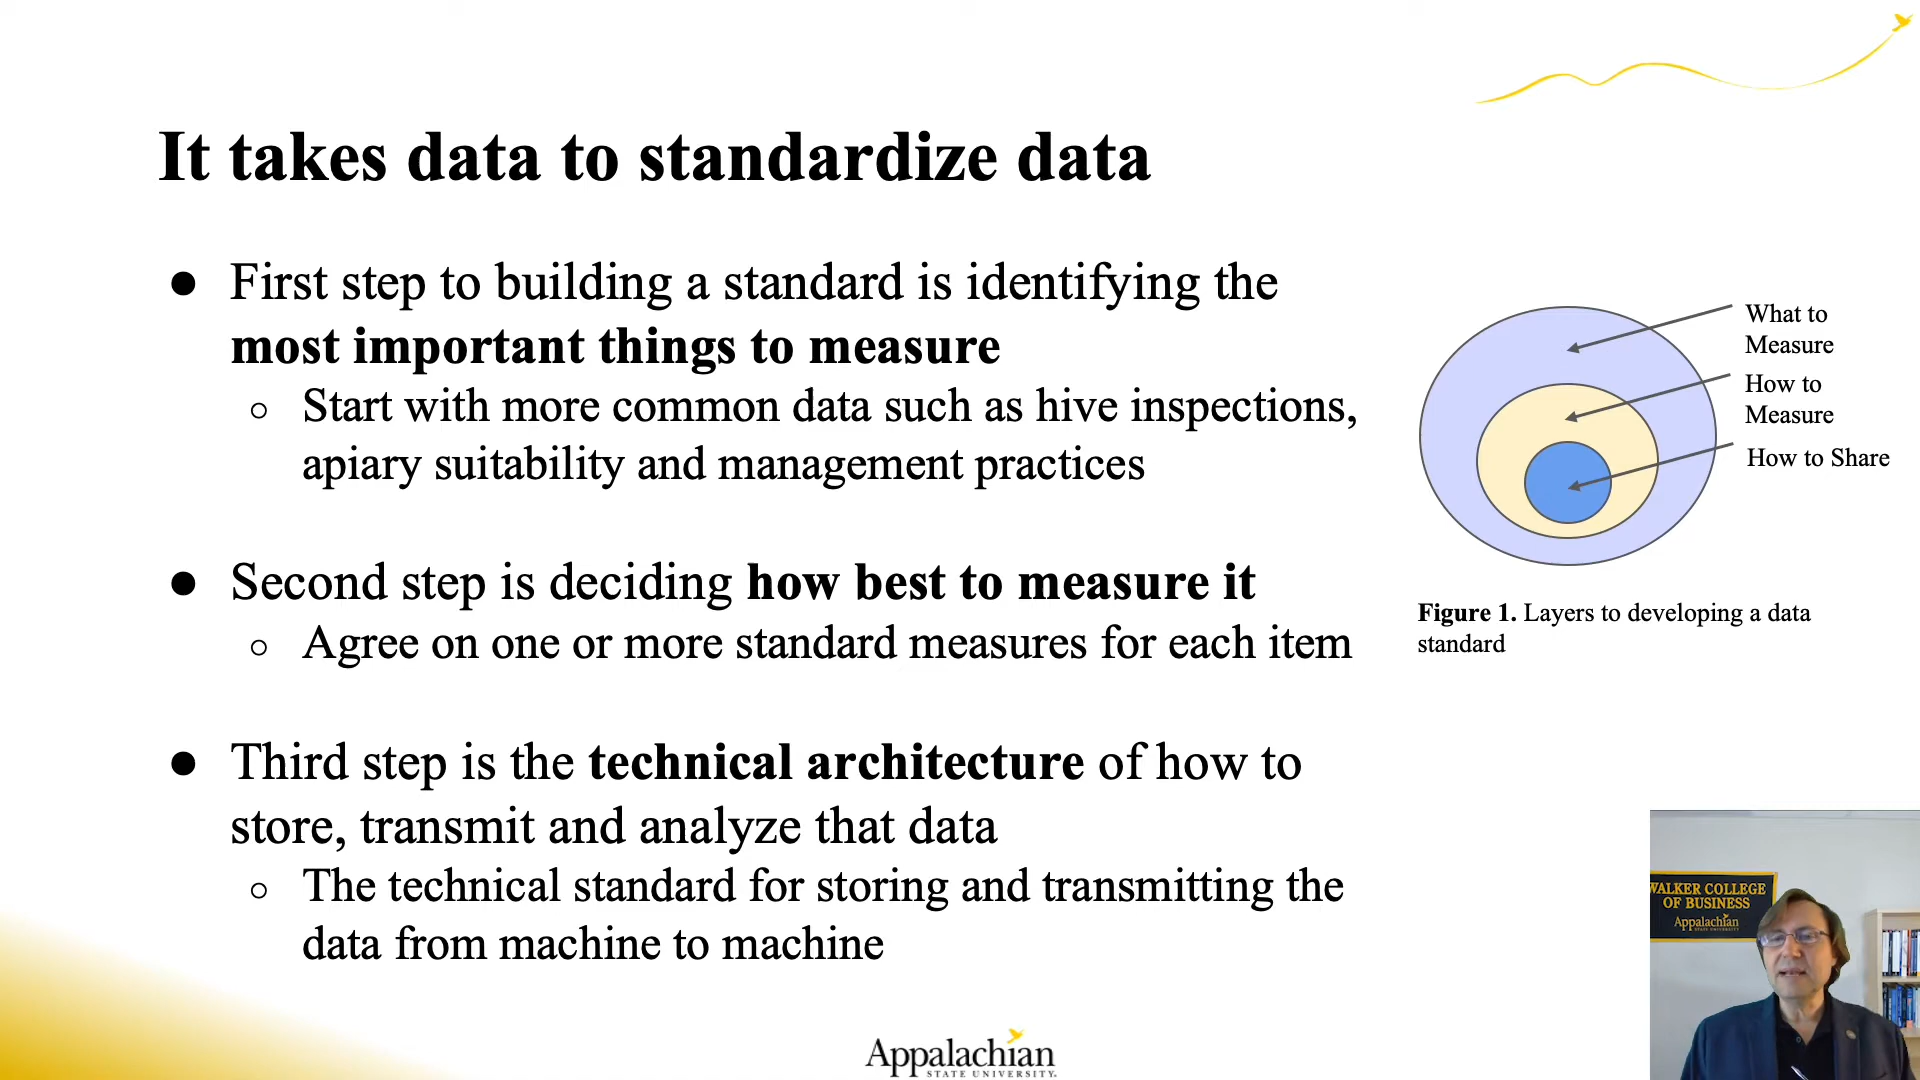 It takes data to standardize data
● First step to building a standard is identifying the
most important things to measure
○ Start with more common data such as hive inspections,
apiary suitability and management practices
● Second step is deciding how best to measure it
○ Agree on one or more standard measures for each item
● Third step is the technical architecture of how to
store, transmit and analyze that data
○ The technical standard for storing and transmitting the
data from machine to machine
What to
Measure
How to
Measure
How to Share
Figure 1. Layers to developing a data
standard
WALKER COLLEGE
OF BUSINESS
Appalachian
STATE UNIVERSITY
Appalachian
STATE UNIVERSITY.